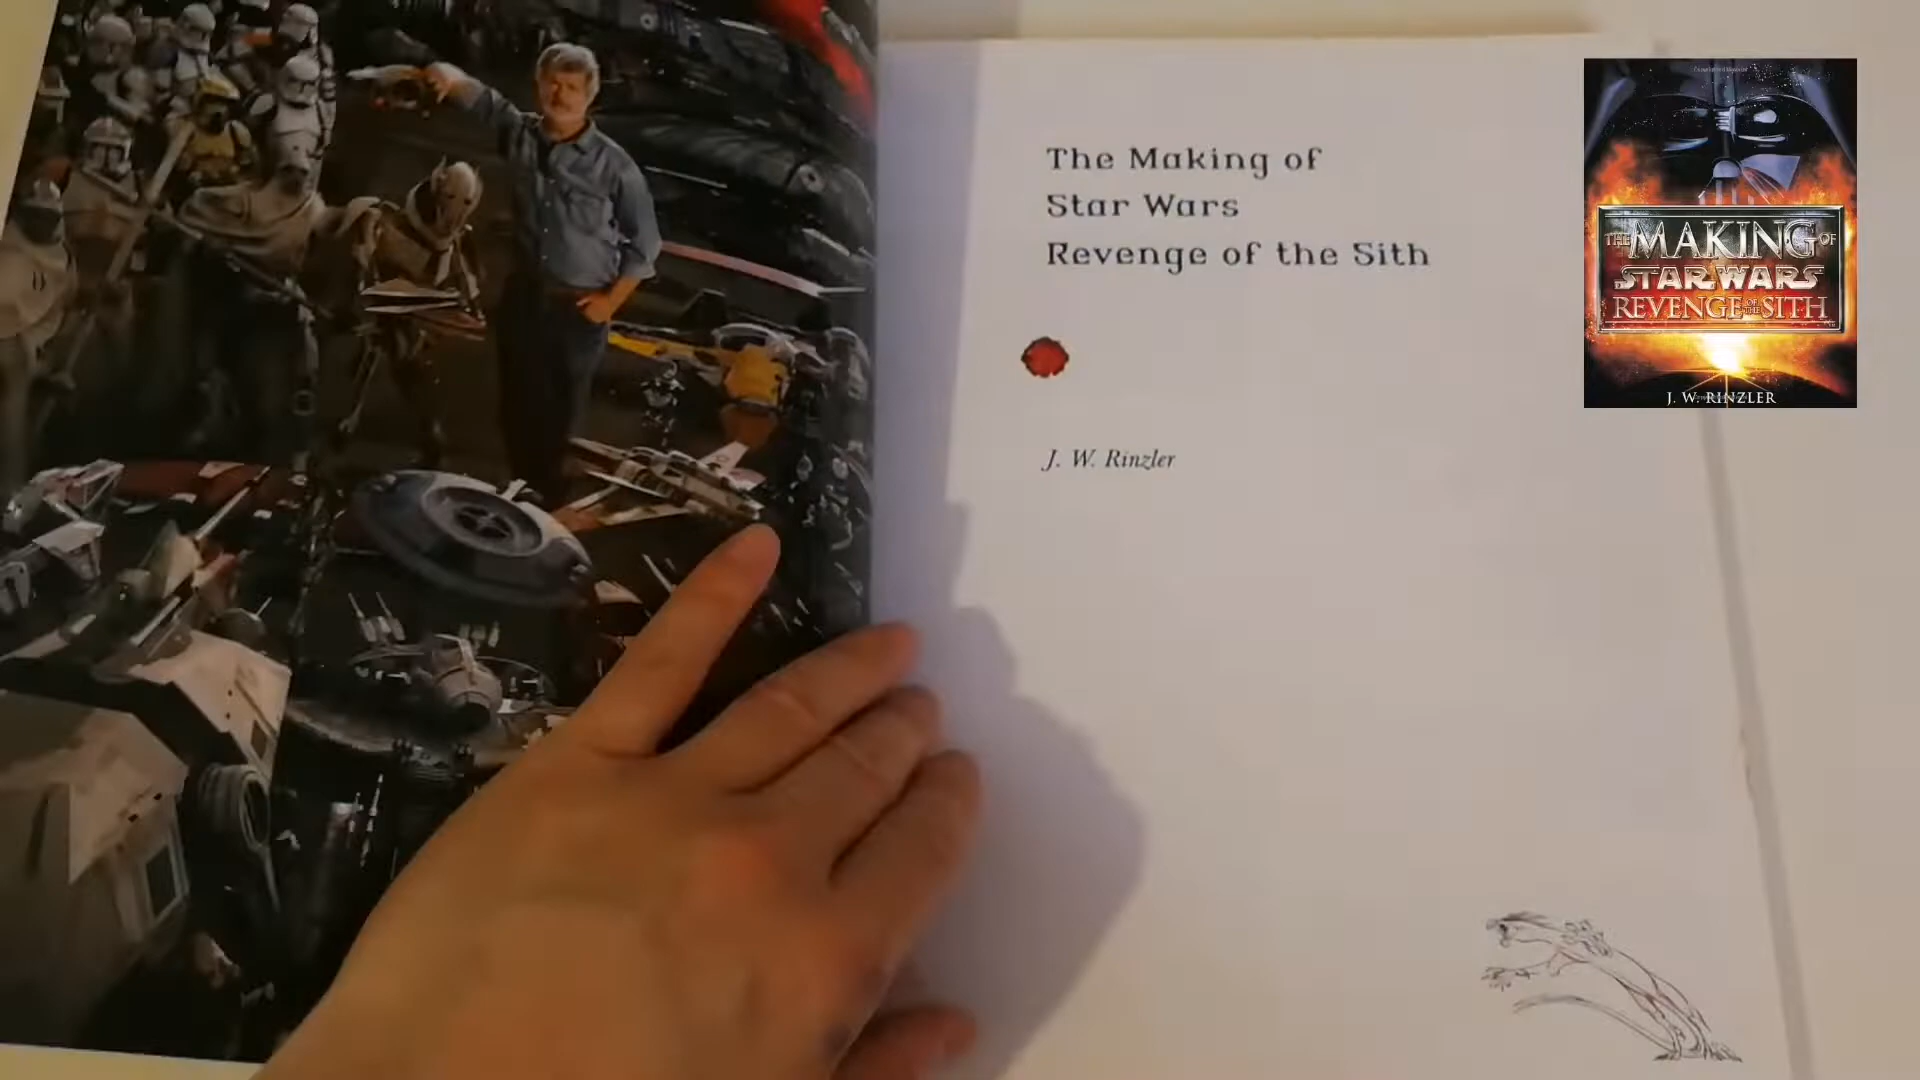 The Making of
Star Wars
Revenge of the Sith
J. W. Rinzler
THE MAKING OF
STAR WARS
REVENGE OF THE SITH
J. W. RINZLER